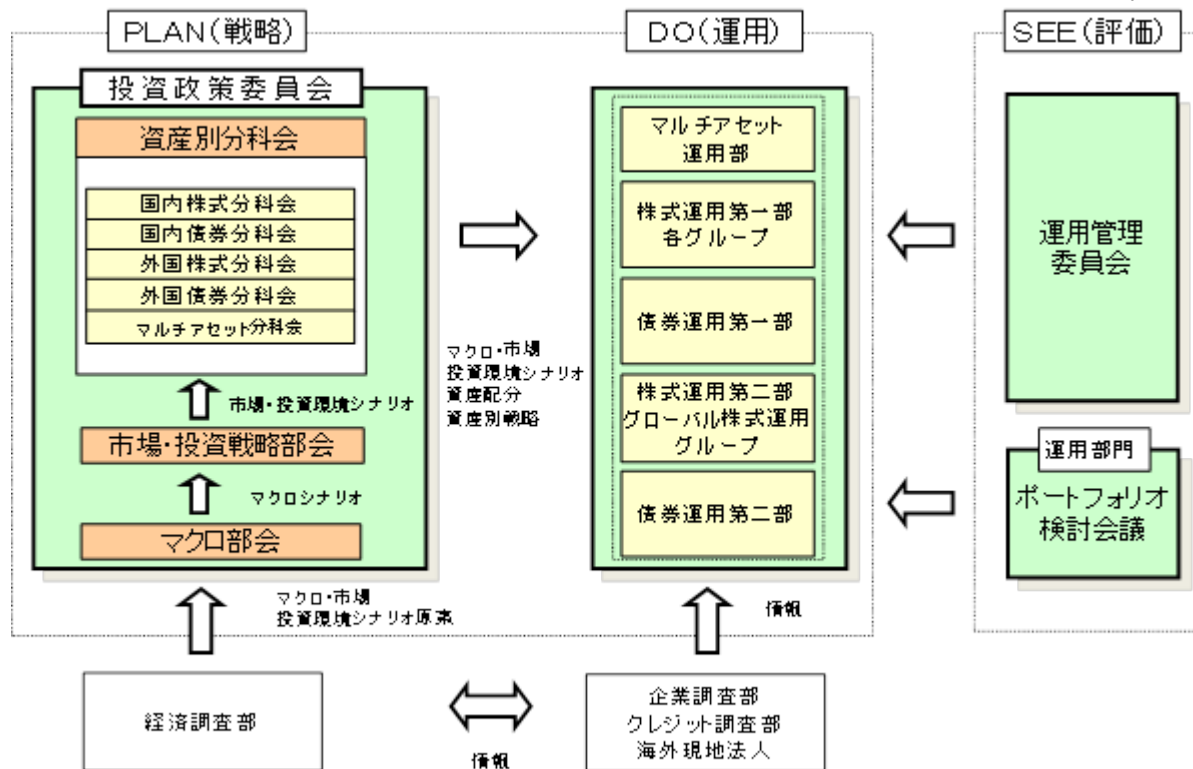 PLAN(戦略)
投資政策委員会
資産別分科会
国内株式分科会
国内債券分科会
外国株式分科会
外国債券分科会
マルチアセット分科会
市場・投資環境シナリオ
市場・投資戦略部会
マクロシナリオ
マクロ部会
マクロ・市場
投資環境シナリオ原案
経済調査部
マクロ・市場
投資環境シナリオ
資産配分
資産別戦略
DO(運用)
マルチアセット
運用部
株式運用第一部
各グループ
債券運用第一部
株式運用第二部
グローバル株式運用
グループ
債券運用第二部
情報
情報
企業調査部
クレジット調査部
海外現地法人
SEE(評価)
運用管理
委員会
運用部門
ポートフォリオ
検討会議